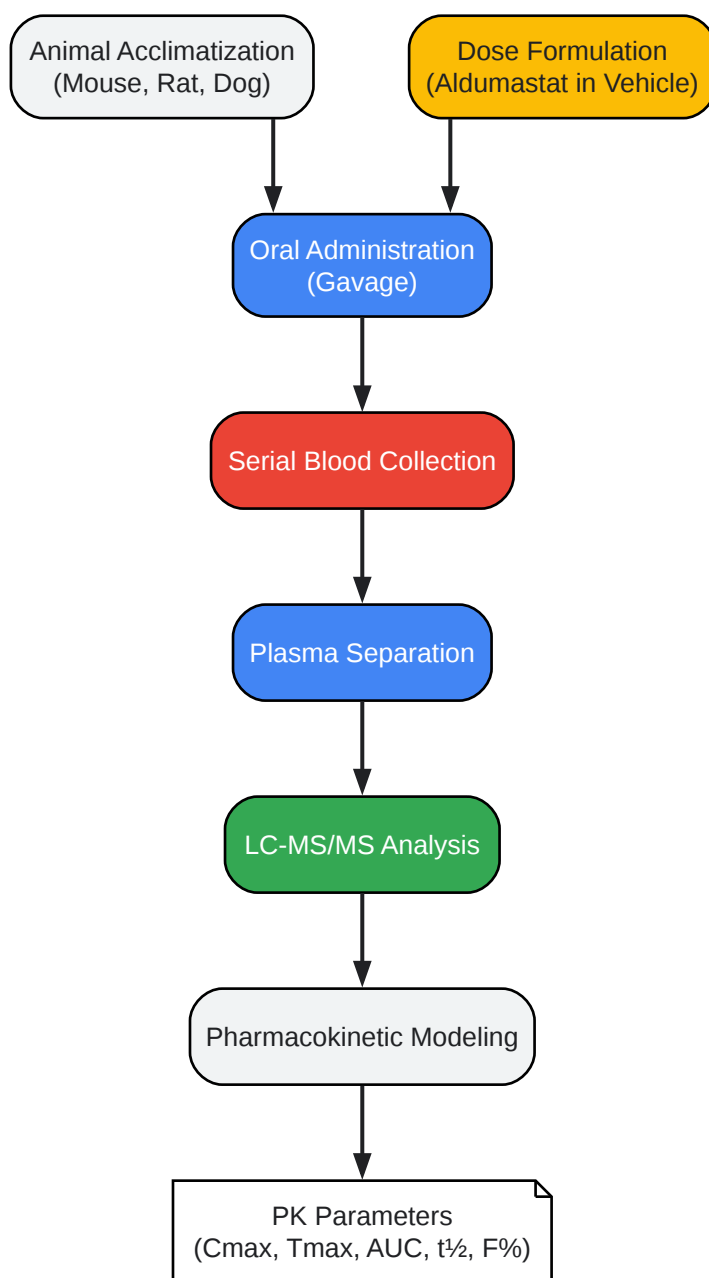 Animal Acclimatization
(Mouse, Rat, Dog)
Dose Formulation
(Aldumastat in Vehicle)
Oral Administration
(Gavage)
Serial Blood Collection
Plasma Separation
LC-MS/MS Analysis
Pharmacokinetic Modeling
PK Parameters
(Cmax, Tmax, AUC, t½, F%)